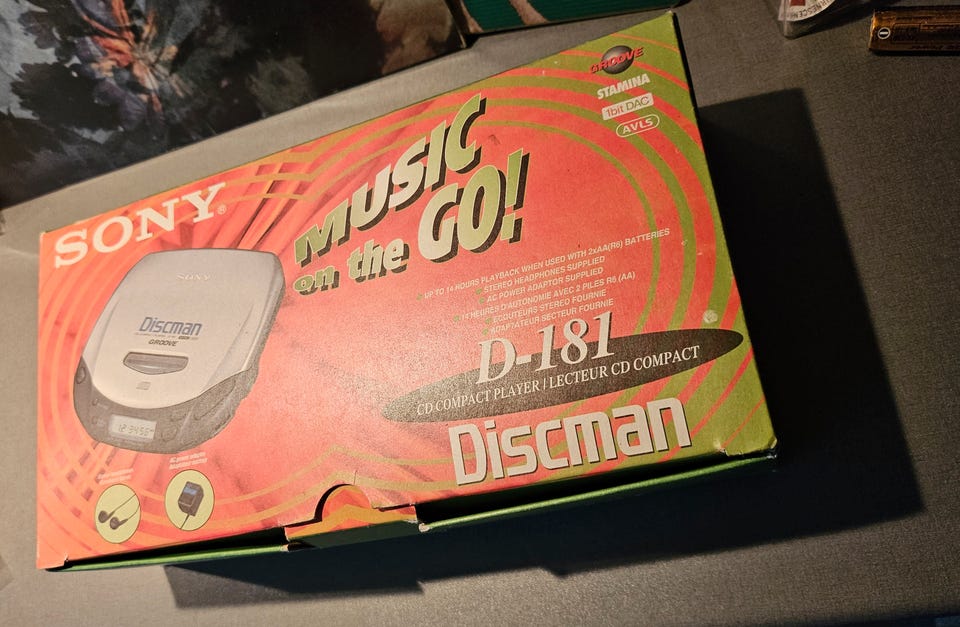 SONY®
MUSIC
on the GO!
GROOVE
STAMINA
1bit DAC
AVLS
UP TO 14 HOURS PLAYBACK WHEN USED WITH 2xAA(R6) BATTERIES
STEREO HEADPHONES SUPPLIED
AC POWER ADAPTOR SUPPLIED
14 HEURES D'AUTONOMIE AVEC 2 PILES R6 (AA)
ECOUTEURS STEREO FOURNIE
ADAPTATEUR SECTEUR FOURNIE
D-181
CD COMPACT PLAYER / LECTEUR CD COMPACT
Discman
SONY
Discman
GROOVE